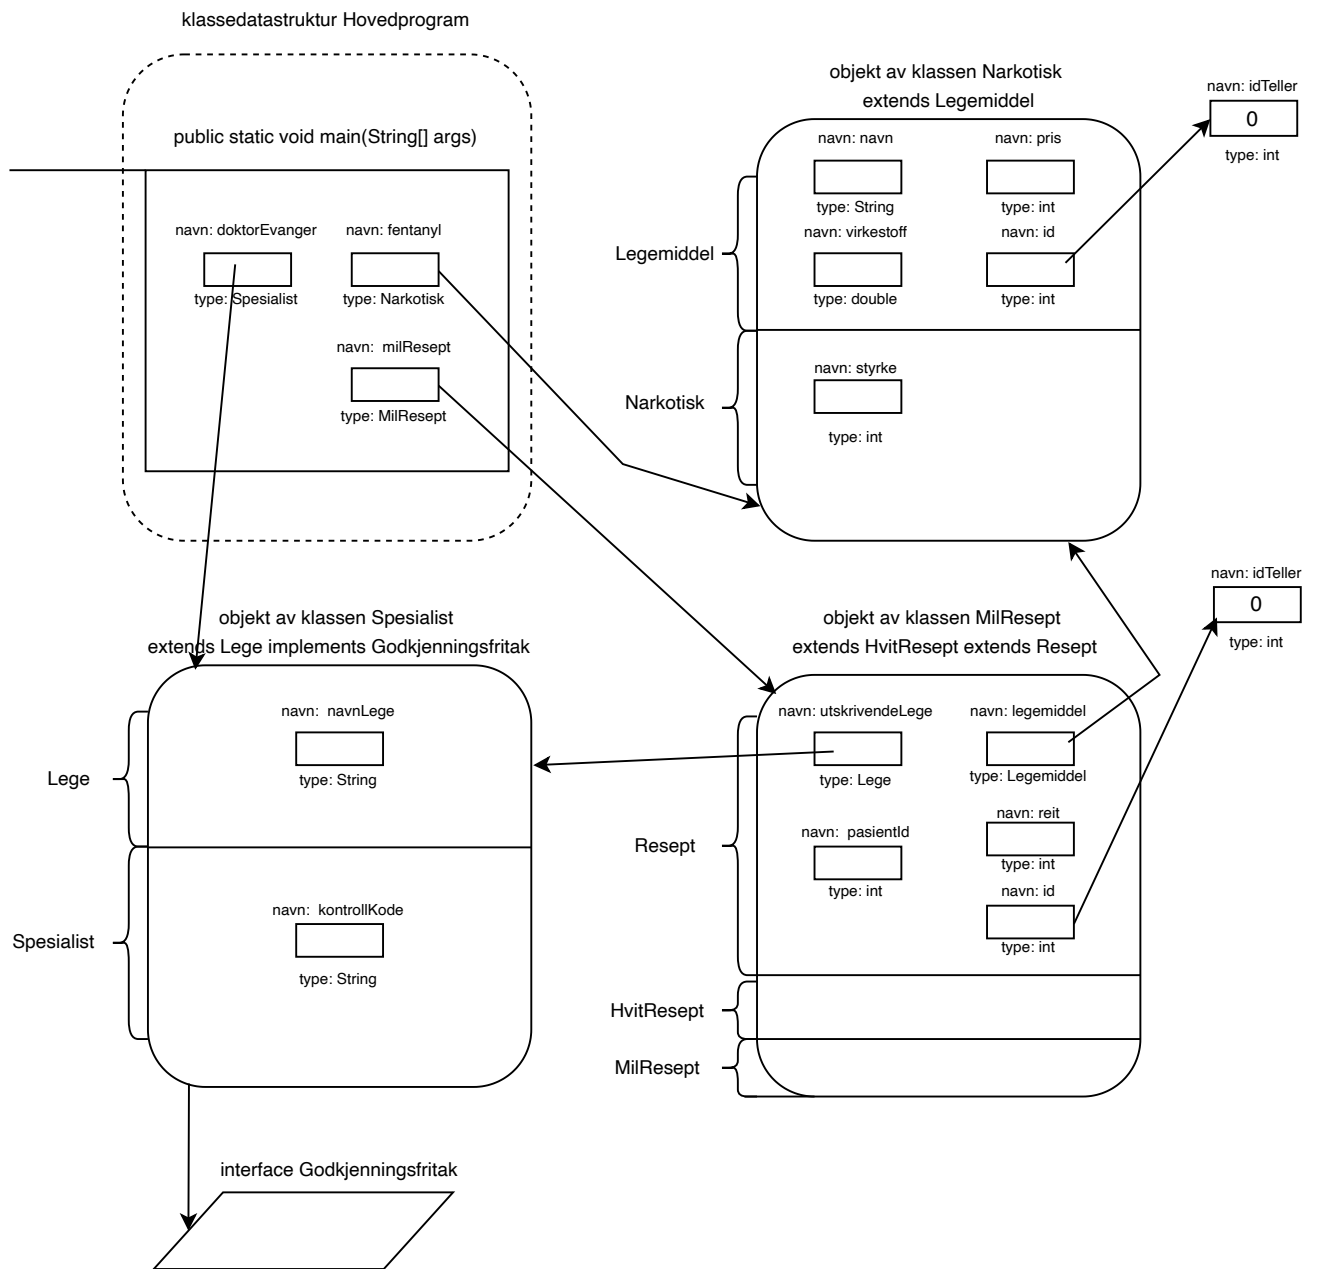 klassedatastruktur Hovedprogram
public static void main(String[] args)
navn: doktorEvanger
type: Spesialist
navn: fentanyl
type: Narkotisk
navn: milResept
type: MilResept
objekt av klassen Narkotisk
extends Legemiddel
Legemiddel
navn: navn
type: String
navn: pris
type: int
navn: virkestoff
type: double
navn: id
type: int
Narkotisk
navn: styrke
type: int
navn: idTeller
0
type: int
objekt av klassen Spesialist
extends Lege implements Godkjenningsfritak
Lege
navn: navnLege
type: String
Spesialist
navn: kontrollKode
type: String
objekt av klassen MilResept
extends HvitResept extends Resept
Resept
navn: utskrivendeLege
type: Lege
navn: legemiddel
type: Legemiddel
navn: pasientId
type: int
navn: reit
type: int
navn: id
type: int
HvitResept
MilResept
navn: idTeller
0
type: int
interface Godkjenningsfritak